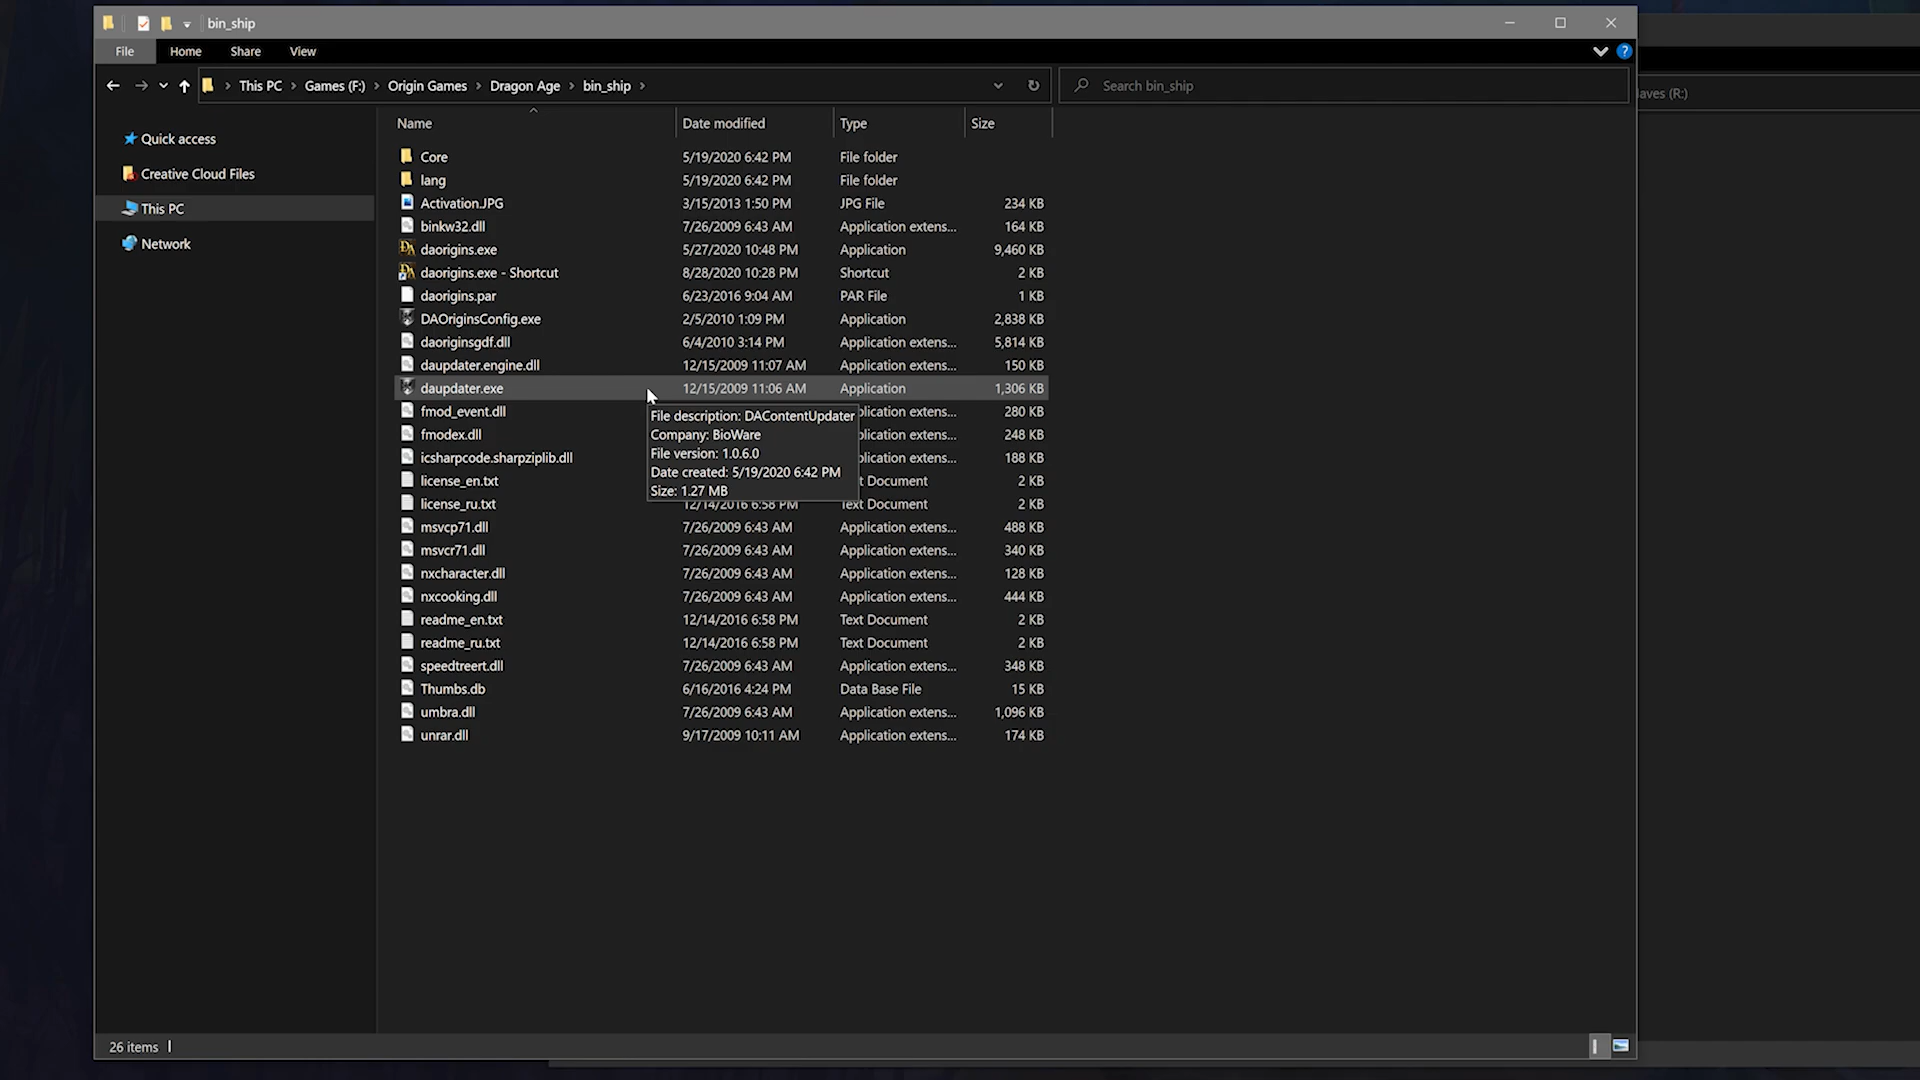 bin_ship
File Home Share View
This PC > Games (F:) > Origin Games > Dragon Age > bin_ship >
Search bin_ship
Name Date modified Type Size
Quick access
Creative Cloud Files
This PC
Network
Core 5/19/2020 6:42 PM File folder
lang 5/19/2020 6:42 PM File folder
Activation.JPG 3/15/2013 1:50 PM JPG File 234 KB
binkw32.dll 7/26/2009 6:43 AM Application extens... 164 KB
daorigins.exe 5/27/2020 10:48 PM Application 9,460 KB
daorigins.exe - Shortcut 8/28/2020 10:28 PM Shortcut 2 KB
daorigins.par 6/23/2016 9:04 AM PAR File 1 KB
DAOriginsConfig.exe 2/5/2010 1:09 PM Application 2,838 KB
daoriginsgdf.dll 6/4/2010 3:14 PM Application extens... 5,814 KB
daupdater.engine.dll 12/15/2009 11:07 AM Application extens... 150 KB
daupdater.exe 12/15/2009 11:06 AM Application 1,306 KB
fmod_event.dll plication extens... 280 KB
fmodex.dll plication extens... 248 KB
icsharpcode.sharpziplib.dll plication extens... 188 KB
license_en.txt t Document 2 KB
license_ru.txt 12/14/2016 6:58 PM Text Document 2 KB
msvcp71.dll 7/26/2009 6:43 AM Application extens... 488 KB
msvcr71.dll 7/26/2009 6:43 AM Application extens... 340 KB
nxcharacter.dll 7/26/2009 6:43 AM Application extens... 128 KB
nxcooking.dll 7/26/2009 6:43 AM Application extens... 444 KB
readme_en.txt 12/14/2016 6:58 PM Text Document 2 KB
readme_ru.txt 12/14/2016 6:58 PM Text Document 2 KB
speedtreert.dll 7/26/2009 6:43 AM Application extens... 348 KB
Thumbs.db 6/16/2016 4:24 PM Data Base File 15 KB
umbra.dll 7/26/2009 6:43 AM Application extens... 1,096 KB
unrar.dll 9/17/2009 10:11 AM Application extens... 174 KB
File description: DAContentUpdater
Company: BioWare
File version: 1.0.6.0
Date created: 5/19/2020 6:42 PM
Size: 1.27 MB
26 items
aves (R:)